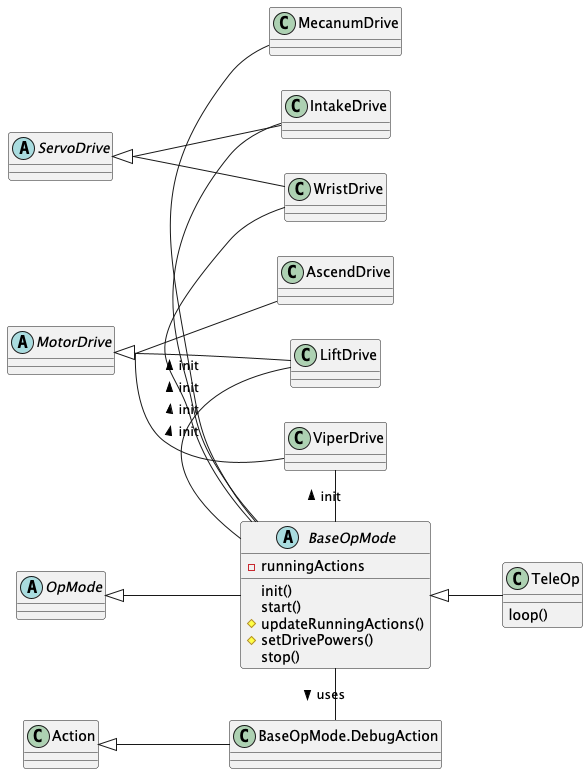 C MecanumDrive
C IntakeDrive
A ServoDrive
C WristDrive
C AscendDrive
A MotorDrive
C LiftDrive
init
init
init
init
C ViperDrive
init
A BaseOpMode
runningActions
init()
start()
updateRunningActions()
setDrivePowers()
stop()
A OpMode
C TeleOp
loop()
uses
C Action
C BaseOpMode.DebugAction